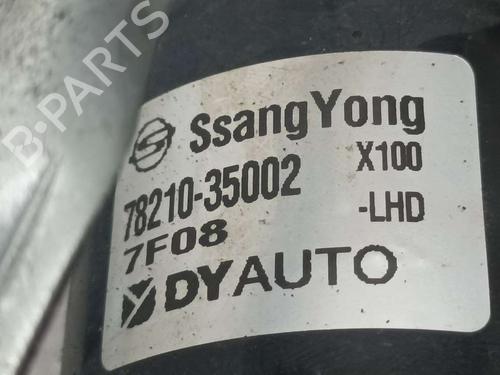 B-PARTS
SsangYong
78210-35002 X100
7F08 -LHD
DYAUTO